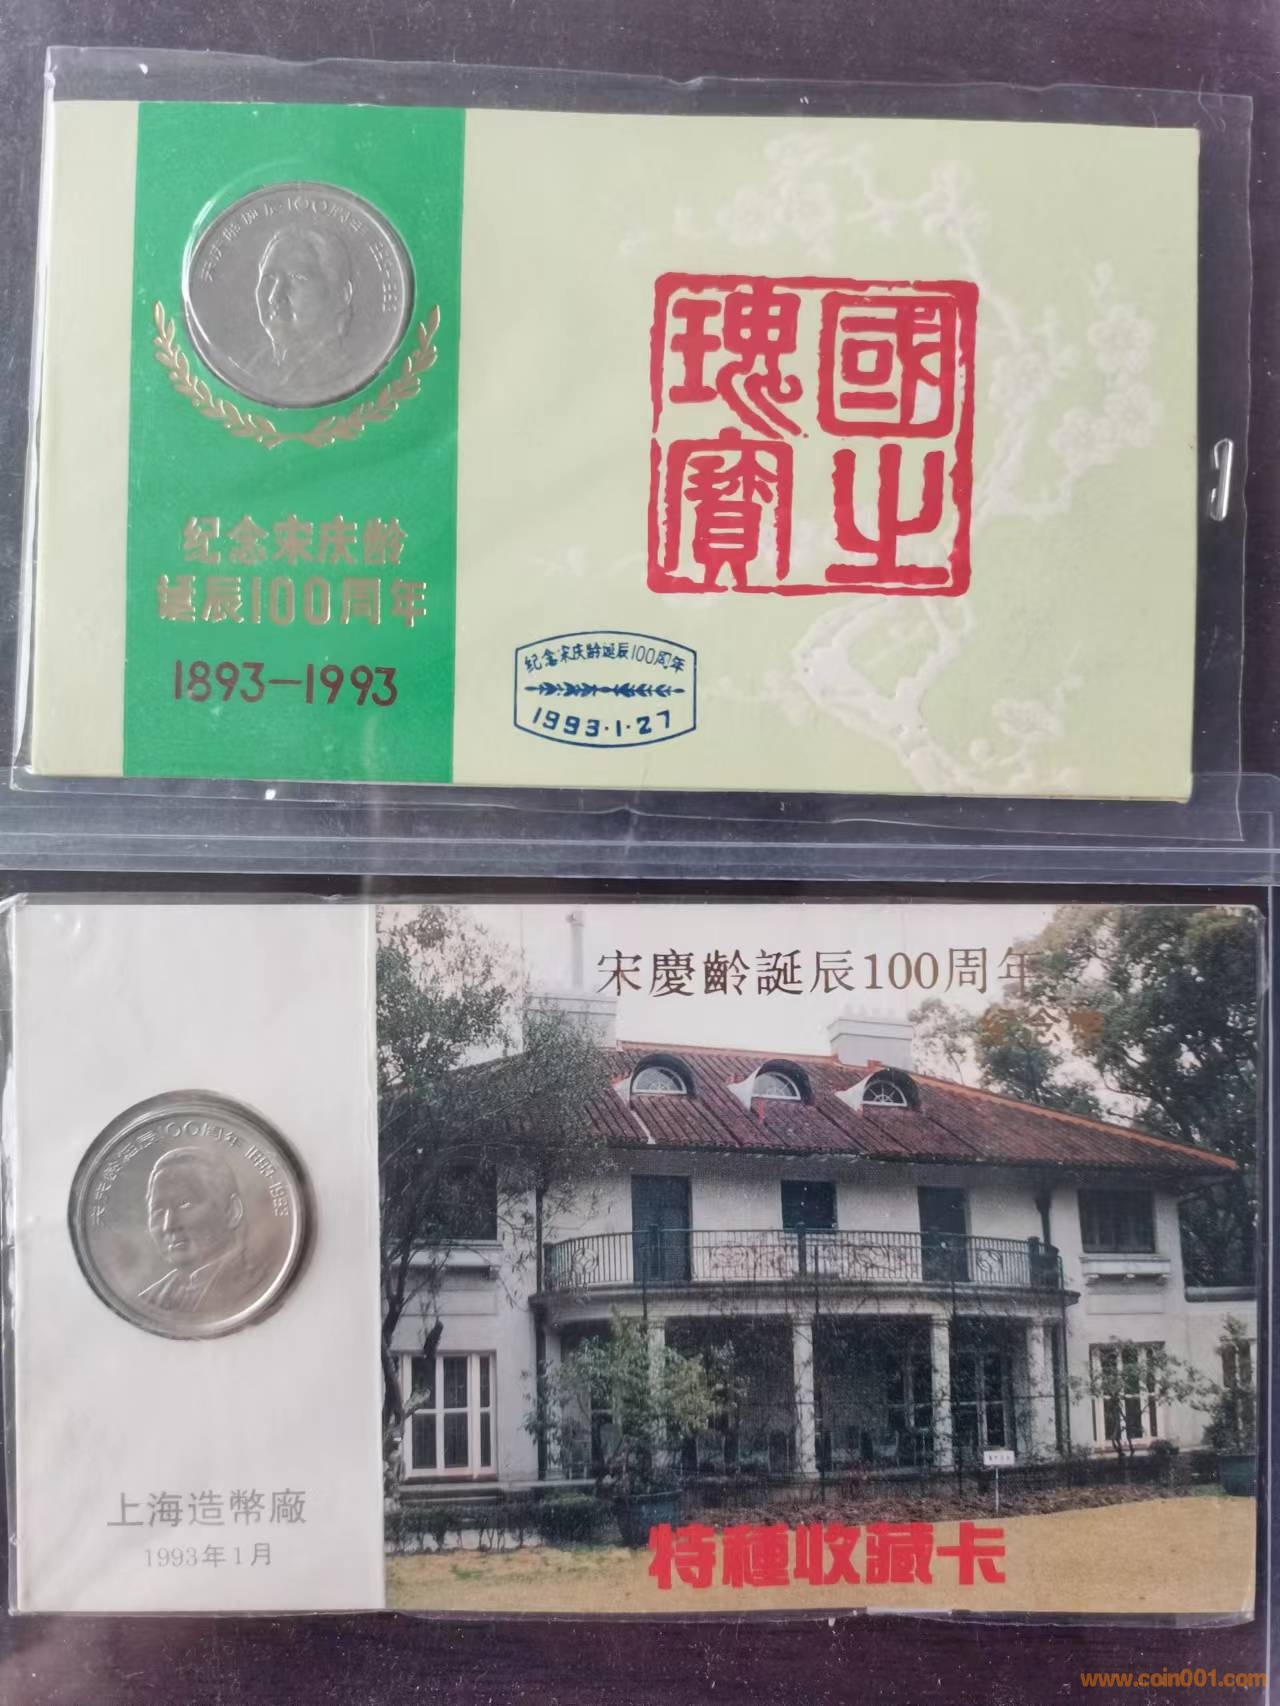 宋庆龄诞辰100周年 1893-1993
纪念宋庆龄
诞辰100周年
1893-1993
國之
瑰寳
纪念宋庆龄诞辰100周年
1993·1·27
宋慶齡誕辰100周年
纪念幣
宋庆龄诞辰100周年 1893-1993
上海造幣廠
1993年1月
特種收藏卡
www.coin001.com